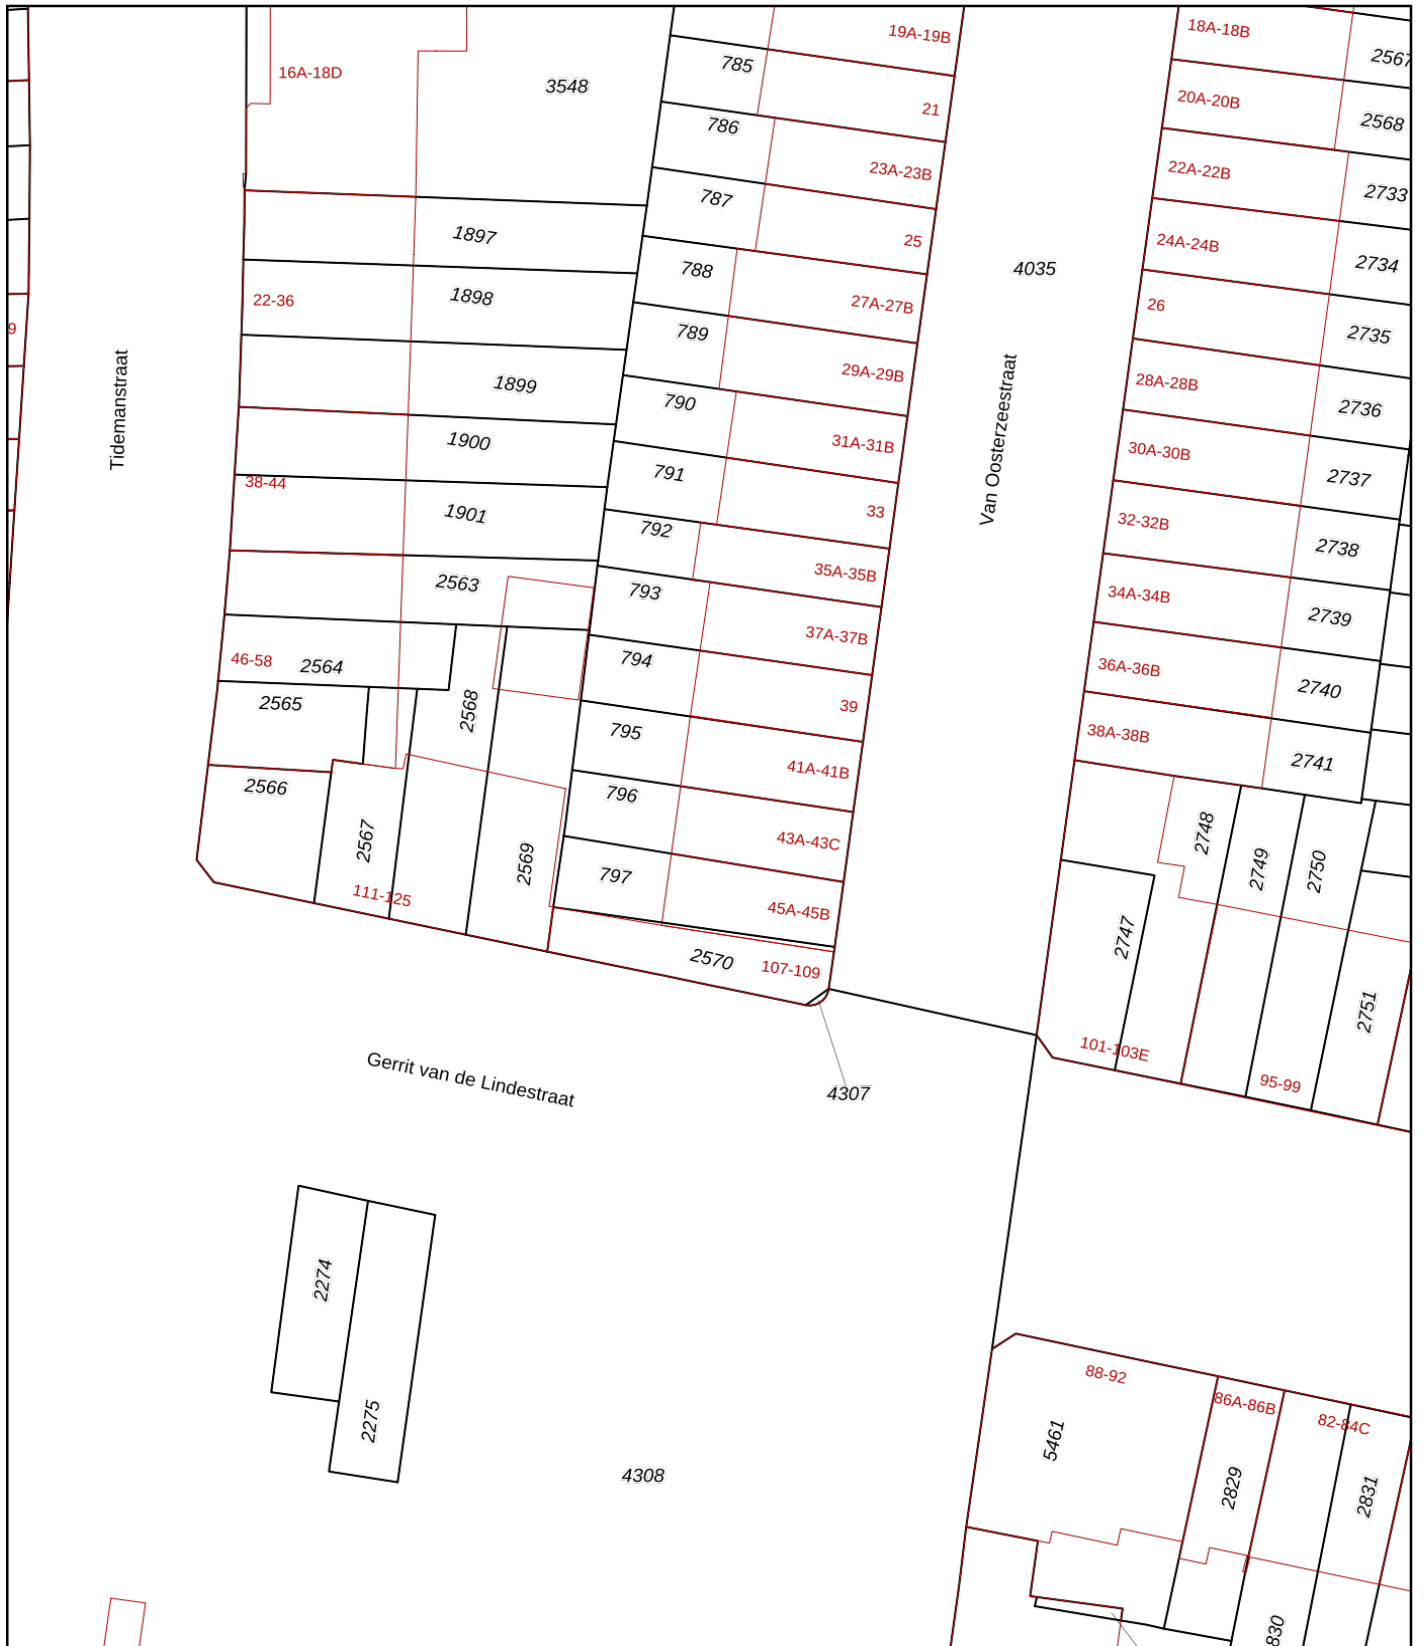 16A-18D
3548
19A-19B
785
21
786
23A-23B
787
25
788
27A-27B
789
29A-29B
790
31A-31B
791
33
792
35A-35B
793
37A-37B
794
39
795
41A-41B
796
43A-43C
797
45A-45B
2570
107-109
4307
1897
1898
22-36
1899
1900
38-44
1901
2563
46-58
2564
2565
2566
2567
2568
2569
111-125
9
Tidemanstraat
4035
Van Oosterzeestraat
18A-18B
2567
20A-20B
2568
22A-22B
2733
24A-24B
2734
26
2735
28A-28B
2736
30A-30B
2737
32-32B
2738
34A-34B
2739
36A-36B
2740
38A-38B
2741
2748
2749
2750
2747
2751
101-103E
95-99
Gerrit van de Lindestraat
2274
2275
4308
88-92
86A-86B
82-84C
5461
2829
2831
830